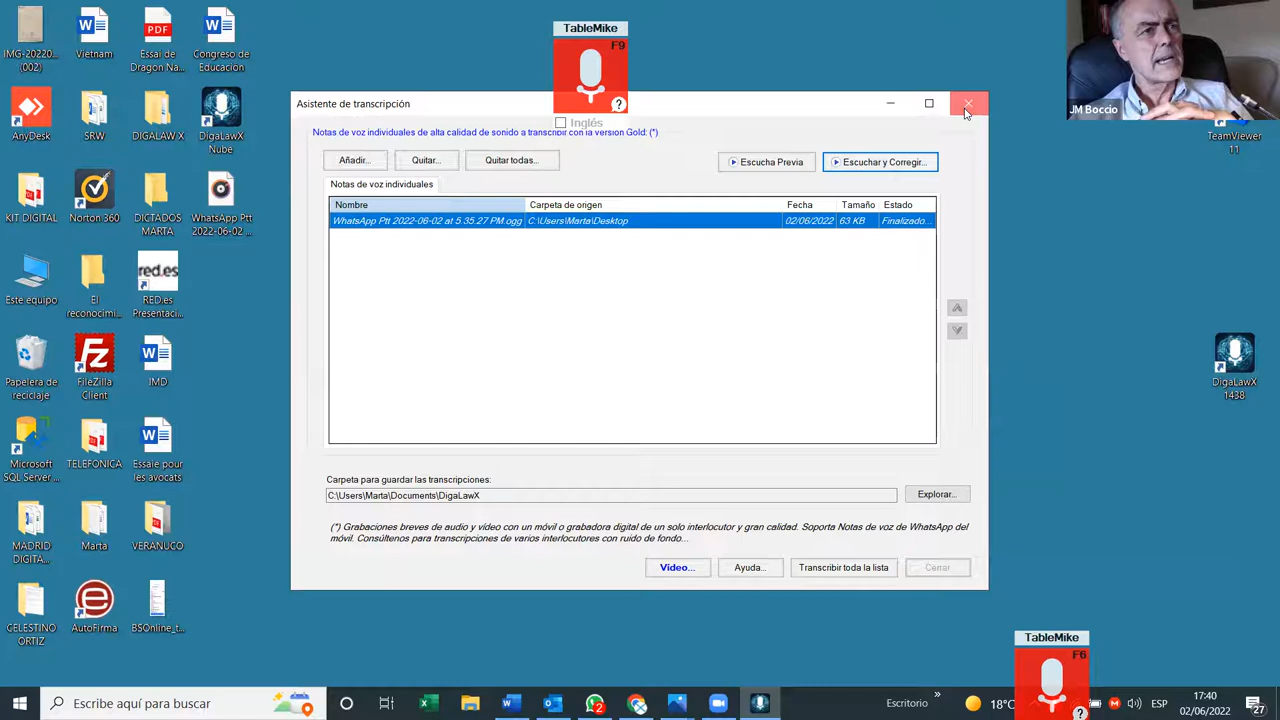 TableMike
F9
Inglés
IMG-20220...
(002)
Vietnam
Essai de
Dragon Na...
Congreso de
Educacion
AnyDesk
SRW
DIGALAW X
DigaLawX
Nube
KIT DIGITAL
Norton 360
DICTADOS
MARTA
WhatsApp Ptt
2022-06-02 ...
Este equipo
El
reconocimi...
red.es
RED.es
Presentaci...
Papelera de
reciclaje
FileZilla
Client
IMD
Microsoft
SQL Server ...
TELEFONICA
Essaie pour
les avocats
MADRID
DIGITA...
Marta
VERANUCO
CELESTINO
ORTIZ
AutoFirma
BSOnline_t...
Asistente de transcripción
Notas de voz individuales de alta calidad de sonido a transcribir con la version Gold: (*)
Añadir...
Quitar...
Quitar todas...
Escucha Previa
Escuchar y Corregir...
Notas de voz individuales
Nombre Carpeta de origen Fecha Tamaño Estado
WhatsApp Ptt 2022-06-02 at 5.35.27 PM.ogg C:\Users\Marta\Desktop 02/06/2022 63 KB Finalizado...
Carpeta para guardar las transcripciones:
C:\Users\Marta\Documents\DigaLawX
Explorar...
(*) Grabaciones breves de audio y vídeo con un móvil o grabadora digital de un solo interlocutor y gran calidad. Soporta Notas de voz de WhatsApp del
móvil. Consúltenos para transcripciones de varios interlocutores con ruido de fondo...
Video...
Ayuda...
Transcribir toda la lista
Cerrar
JM Boccio
TeamViewer
11
DigaLawX
1438
TableMike
F6
Escribe aquí para buscar
2
Escritorio
»
18°C
ESP
17:40
02/06/2022
27